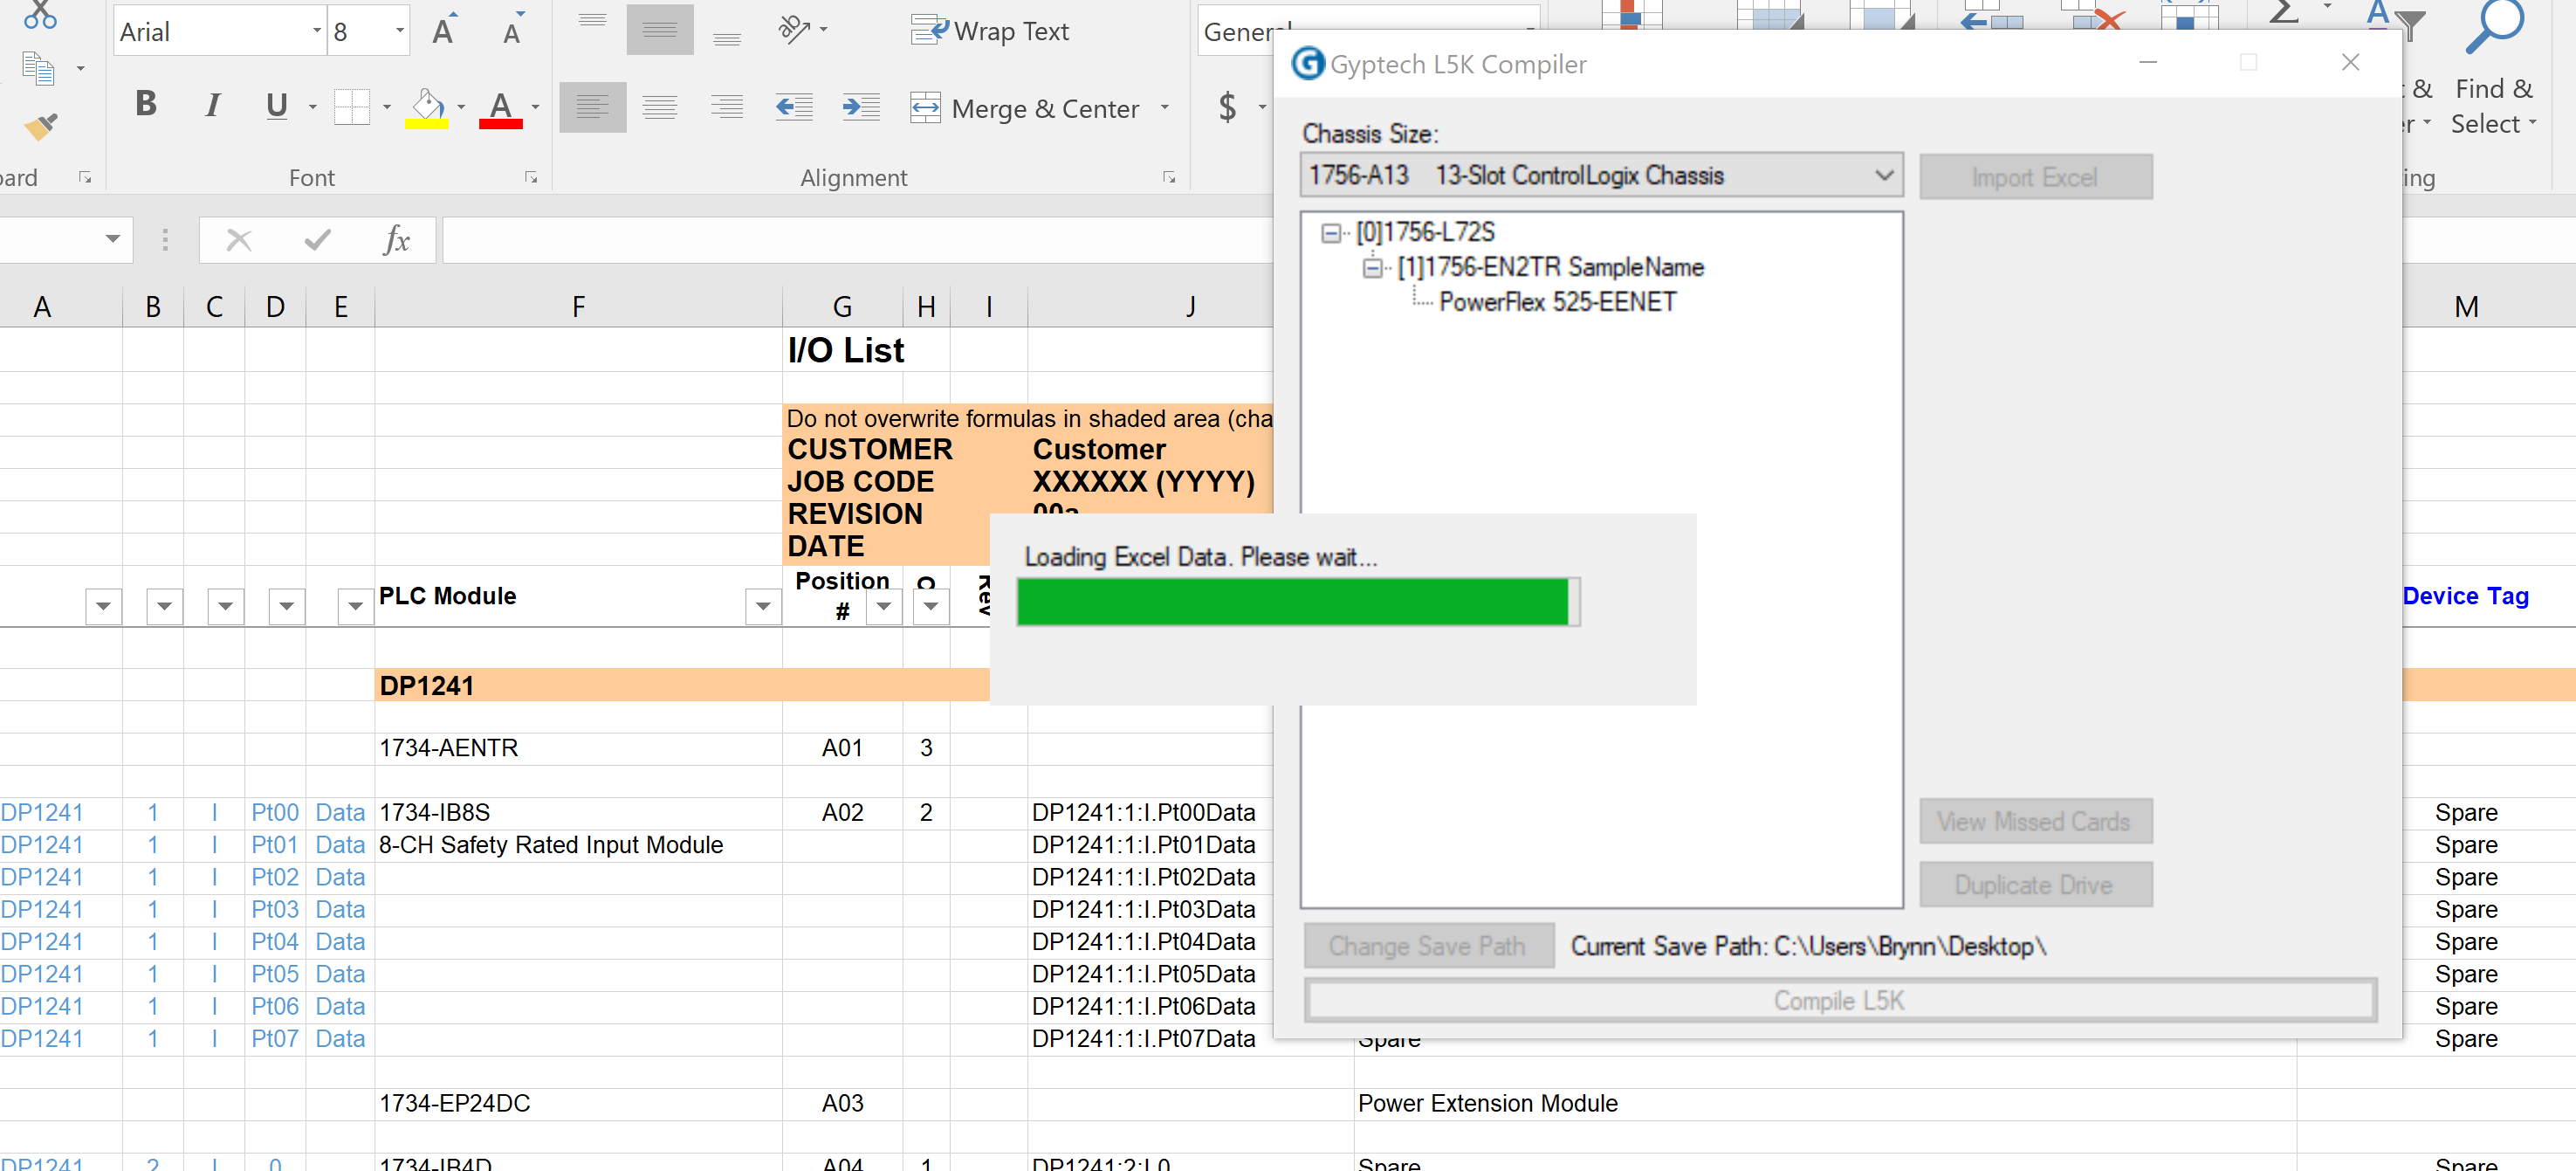 Arial
8
A
A
Wrap Text
General
B I U
A
Merge & Center
$
Find &
Select
Font
Alignment
Gyptech L5K Compiler
Chassis Size:
1756-A13 13-Slot ControlLogix Chassis
Import Excel
[0]1756-L72S
[1]1756-EN2TR SampleName
PowerFlex 525-EENET
fx
A B C D E F G H I J M
I/O List
Do not overwrite formulas in shaded area (cha
CUSTOMER Customer
JOB CODE XXXXXX (YYYY)
REVISION 00a
DATE
Loading Excel Data. Please wait...
PLC Module
Position
#
Rev
Device Tag
DP1241
1734-AENTR A01 3
DP1241 1 I Pt00 Data 1734-IB8S A02 2 DP1241:1:I.Pt00Data Spare
DP1241 1 I Pt01 Data 8-CH Safety Rated Input Module DP1241:1:I.Pt01Data Spare
DP1241 1 I Pt02 Data DP1241:1:I.Pt02Data Spare
DP1241 1 I Pt03 Data DP1241:1:I.Pt03Data Spare
DP1241 1 I Pt04 Data DP1241:1:I.Pt04Data Spare
DP1241 1 I Pt05 Data DP1241:1:I.Pt05Data Spare
DP1241 1 I Pt06 Data DP1241:1:I.Pt06Data Spare
DP1241 1 I Pt07 Data DP1241:1:I.Pt07Data Spare Spare
View Missed Cards
Duplicate Drive
Change Save Path Current Save Path: C:\Users\Brynn\Desktop\
Compile L5K
1734-EP24DC A03 Power Extension Module
DP1241 2 I 0 1734-IB4D A04 1 DP1241:2:I.0 Spare Spare